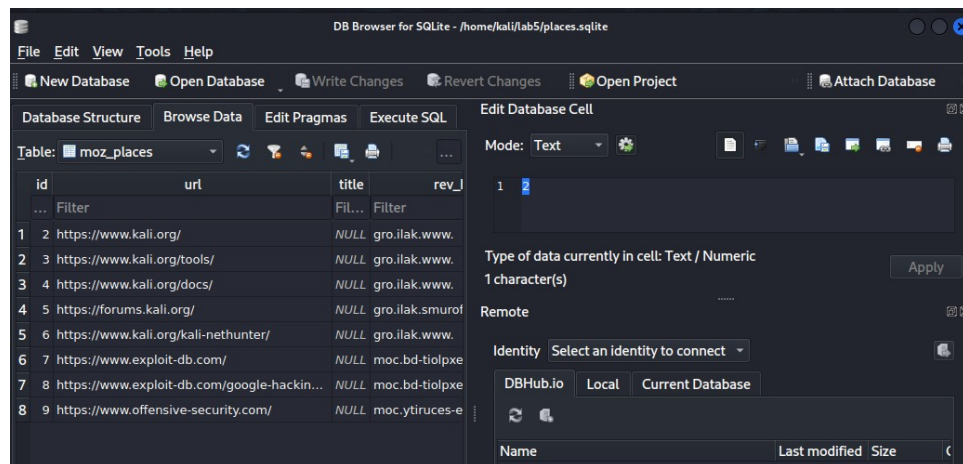 DB Browser for SQLite - /home/kali/lab5/places.sqlite
File Edit View Tools Help
New Database Open Database Write Changes Revert Changes Open Project Attach Database
Database Structure Browse Data Edit Pragmas Execute SQL
Table: moz_places ...
id url title rev_l
... Filter Fil... Filter
1 2 https://www.kali.org/ NULL gro.ilak.www.
2 3 https://www.kali.org/tools/ NULL gro.ilak.www.
3 4 https://www.kali.org/docs/ NULL gro.ilak.www.
4 5 https://forums.kali.org/ NULL gro.ilak.smurof
5 6 https://www.kali.org/kali-nethunter/ NULL gro.ilak.www.
6 7 https://www.exploit-db.com/ NULL moc.bd-tiolpxe
7 8 https://www.exploit-db.com/google-hackin... NULL moc.bd-tiolpxe
8 9 https://www.offensive-security.com/ NULL moc.ytiruces-e
Edit Database Cell
Mode: Text
1 2
Type of data currently in cell: Text / Numeric
1 character(s)
Apply
Remote
Identity Select an identity to connect
DBHub.io Local Current Database
Name Last modified Size